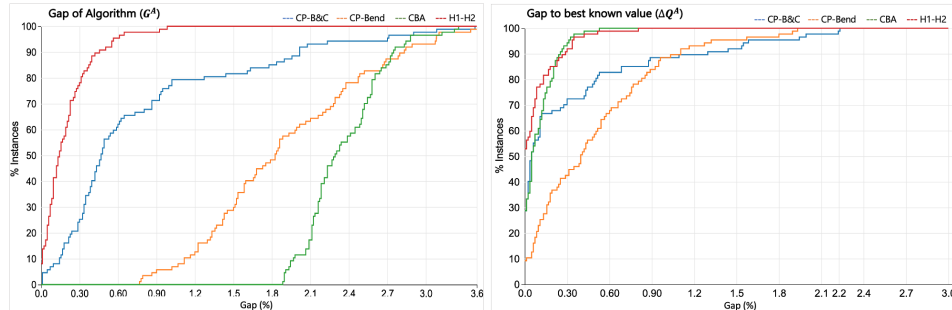 Gap of Algorithm (G^A)
CP-B&C CP-Bend CBA H1-H2
100
90
80
70
60
50
40
30
20
10
0
% Instances
0.0 0.30 0.60 0.90 1.2 1.5 1.8 2.1 2.4 2.7 3.0 3.6
Gap (%)
Gap to best known value (ΔQ^A)
CP-B&C CP-Bend CBA H1-H2
100
90
80
70
60
50
40
30
20
10
0
% Instances
0.0 0.30 0.60 0.90 1.2 1.5 1.8 2.1 2.2 2.4 3.0
Gap (%)